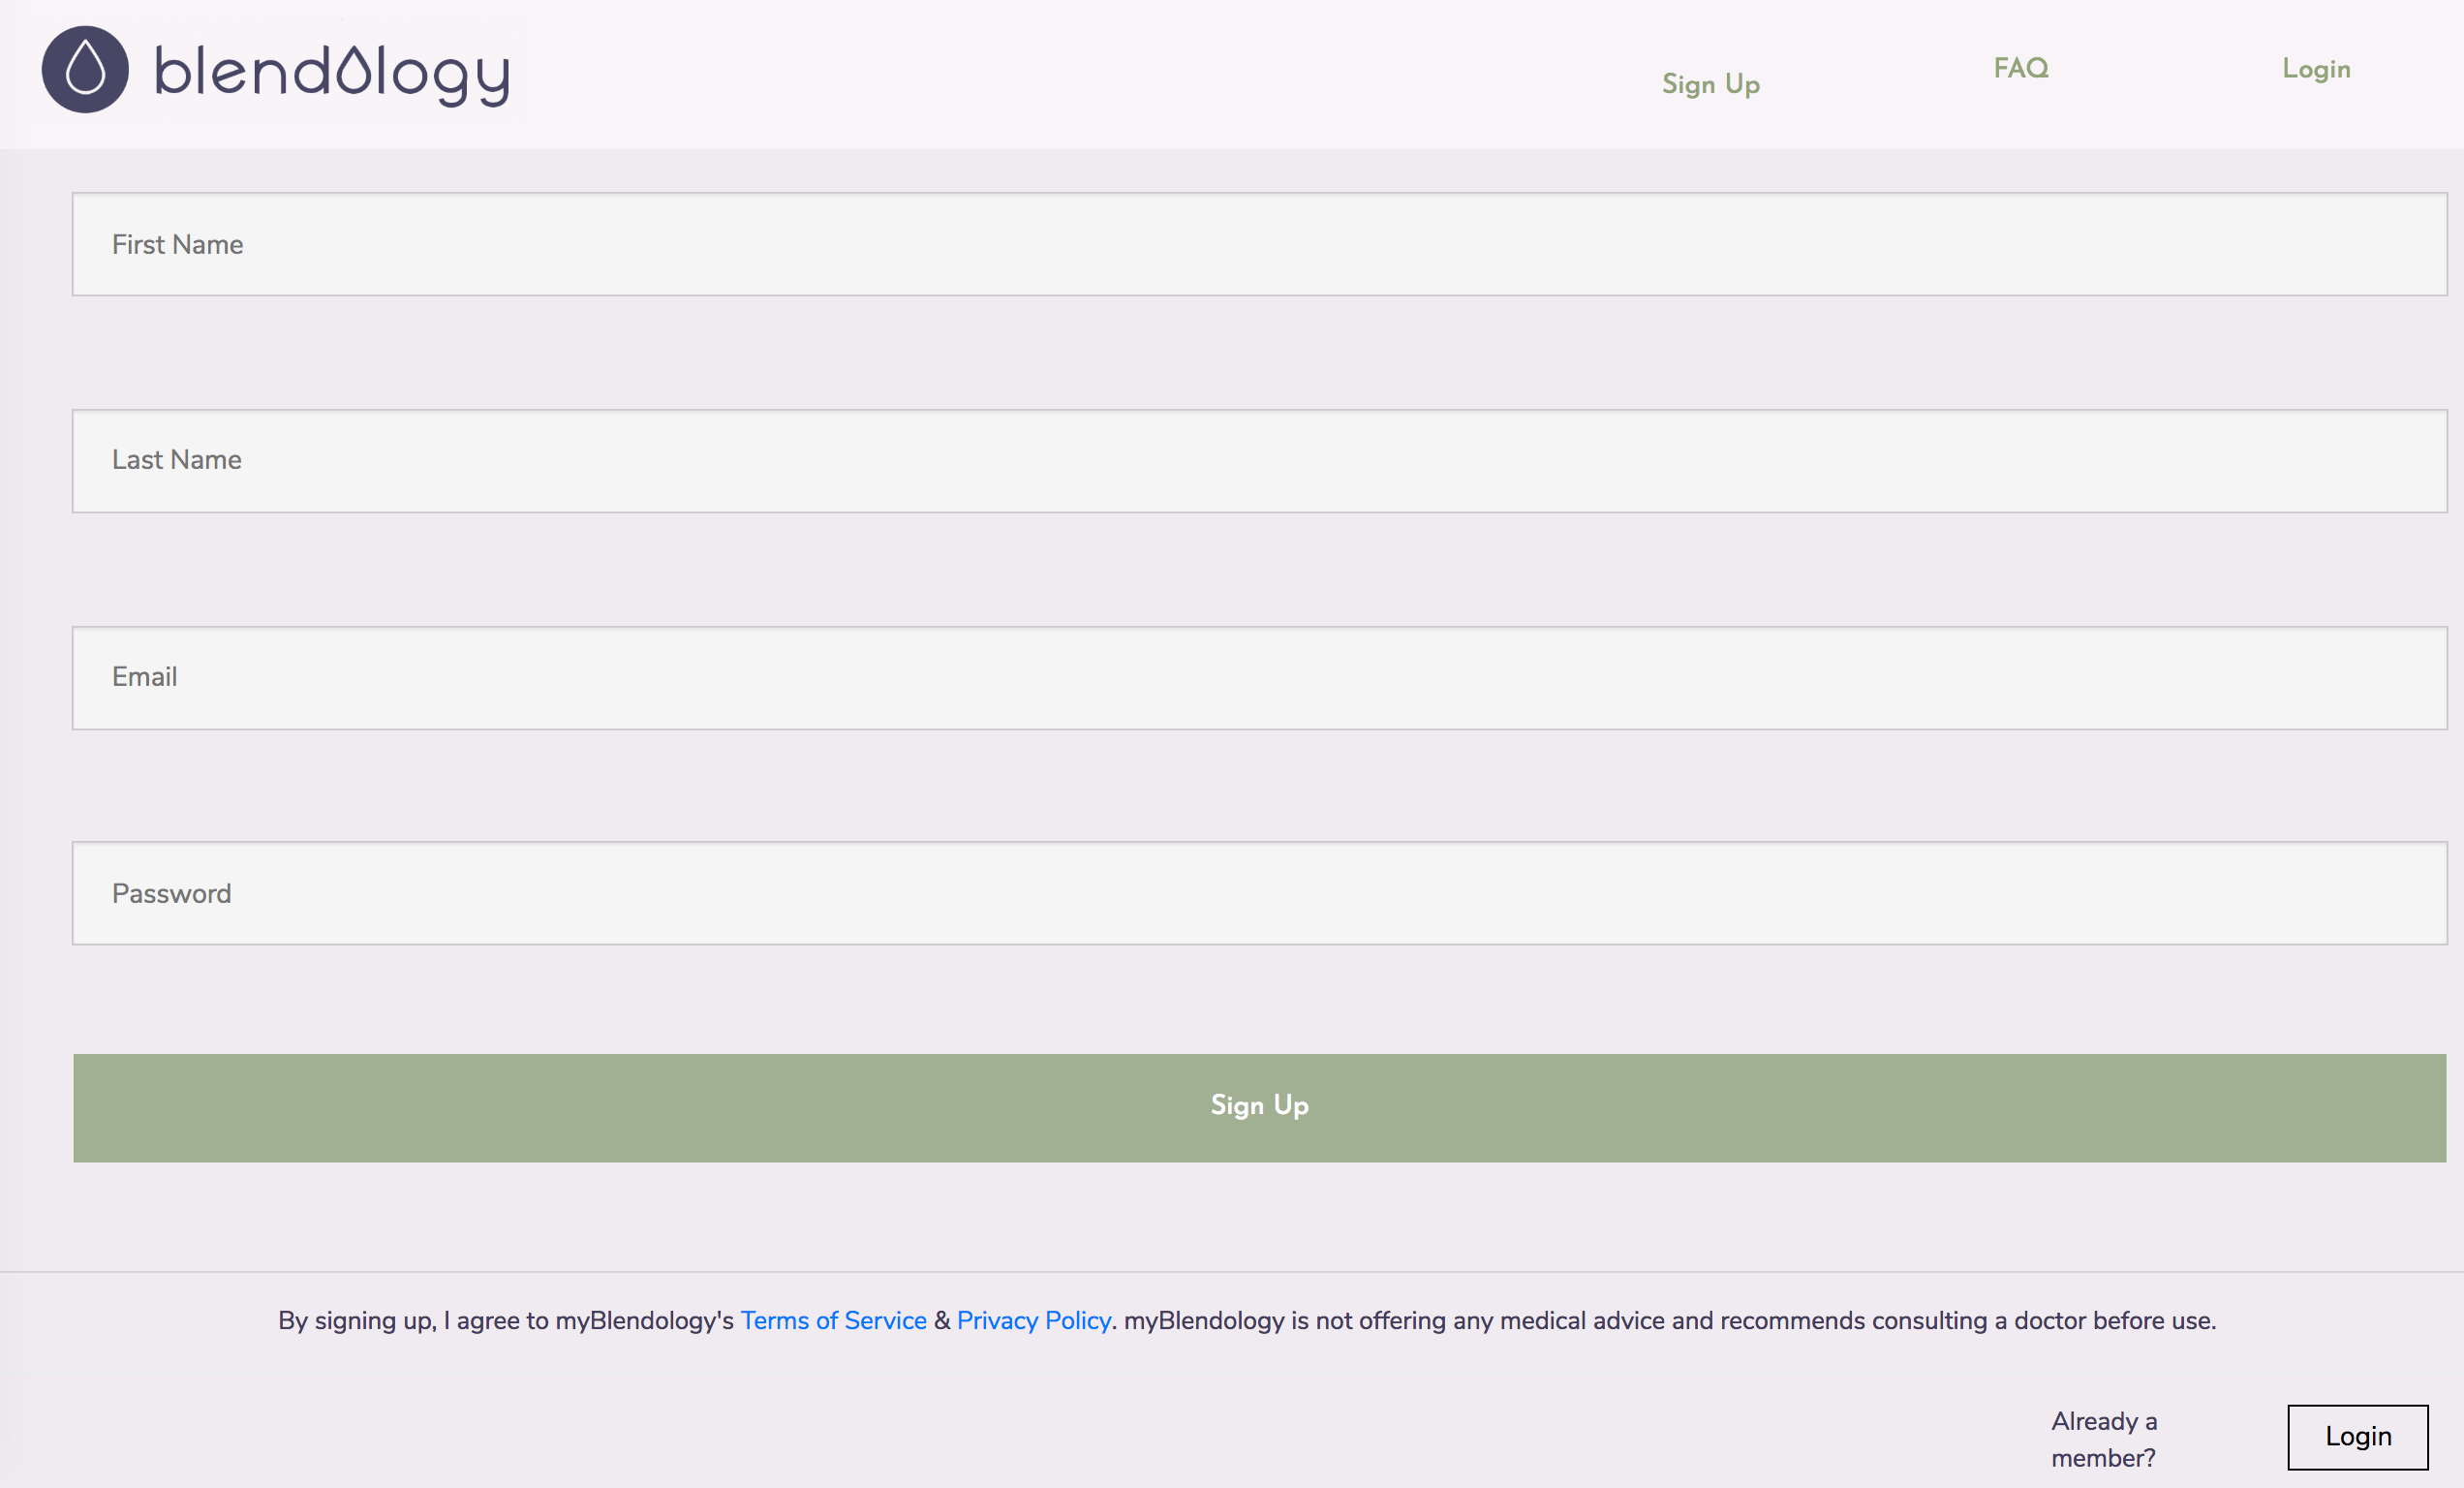 blendology
Sign Up
FAQ
Login
First Name
Last Name
Email
Password
Sign Up
By signing up, I agree to myBlendology's Terms of Service & Privacy Policy. myBlendology is not offering any medical advice and recommends consulting a doctor before use.
Already a
member?
Login